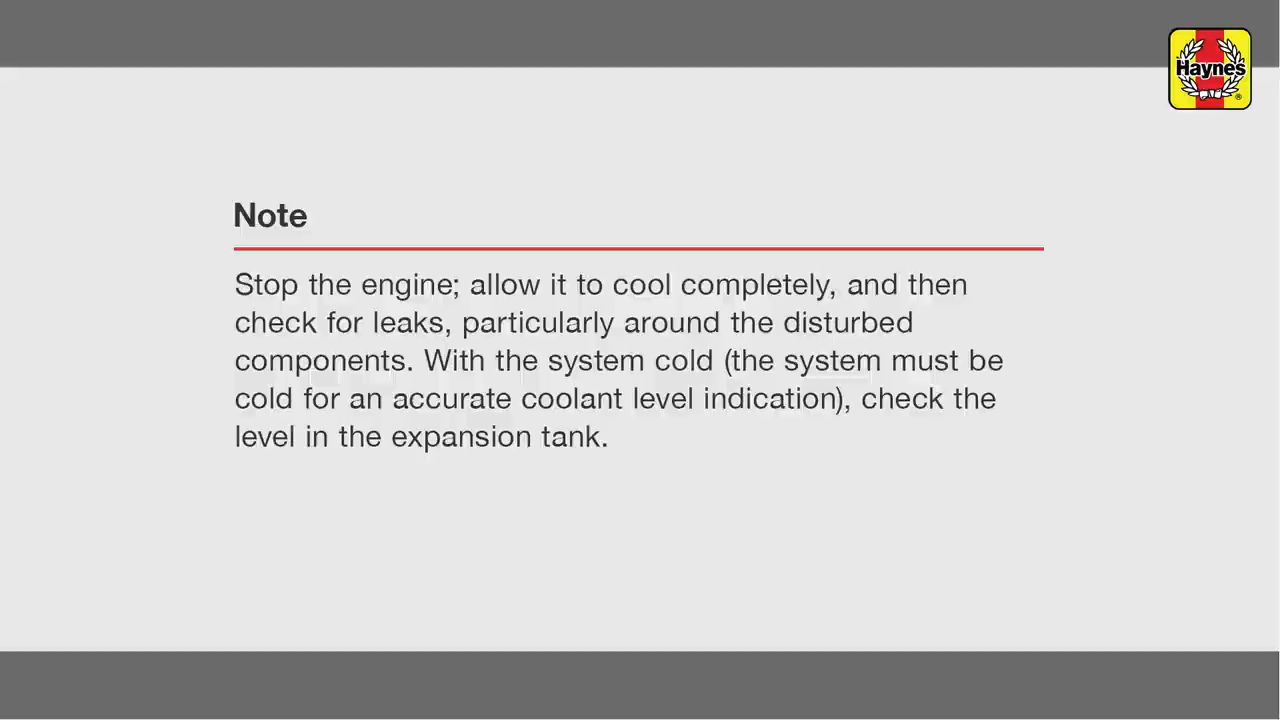 Haynes
®
Note
Stop the engine; allow it to cool completely, and then
check for leaks, particularly around the disturbed
components. With the system cold (the system must be
cold for an accurate coolant level indication), check the
level in the expansion tank.